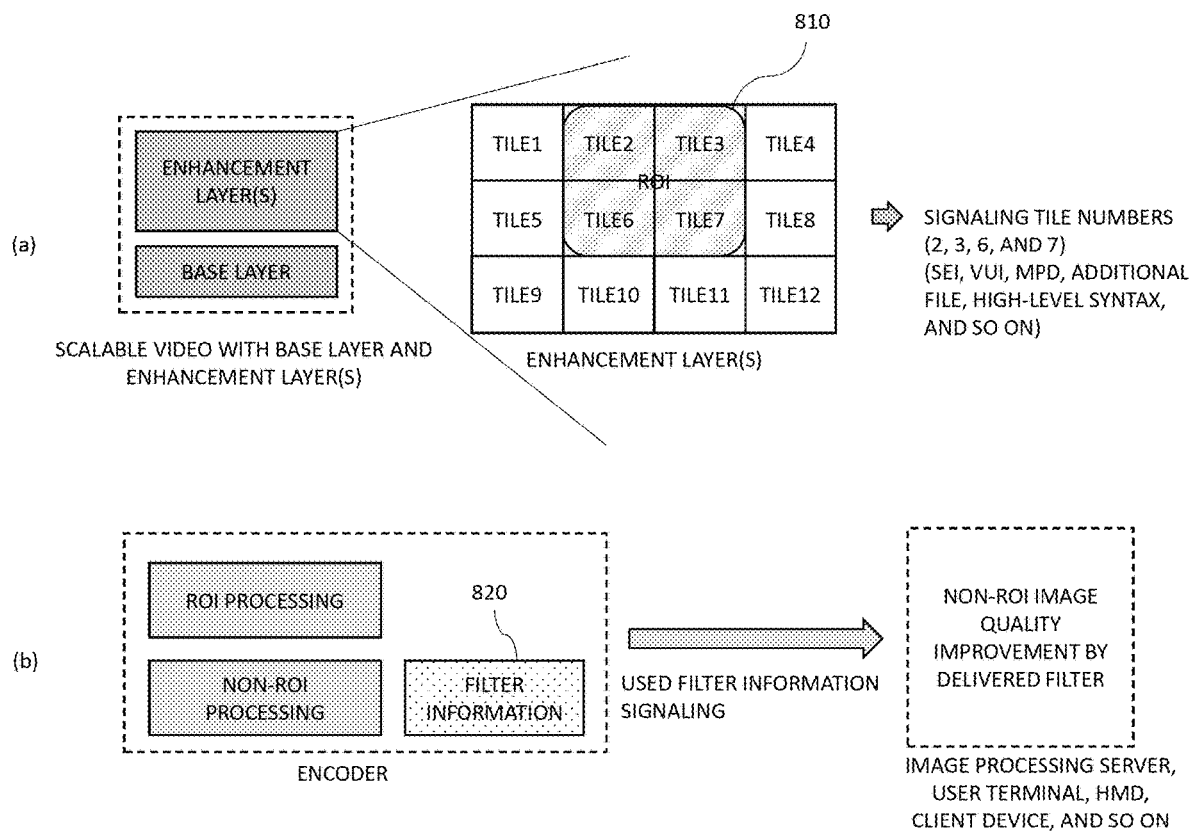 810
(a)
ENHANCEMENT
LAYER(S)
BASE LAYER
SCALABLE VIDEO WITH BASE LAYER AND
ENHANCEMENT LAYER(S)
TILE1 TILE2 TILE3 TILE4
ROI
TILE5 TILE6 TILE7 TILE8
TILE9 TILE10 TILE11 TILE12
ENHANCEMENT LAYER(S)
SIGNALING TILE NUMBERS
(2, 3, 6, AND 7)
(SEI, VUI, MPD, ADDITIONAL
FILE, HIGH-LEVEL SYNTAX,
AND SO ON)
(b)
ROI PROCESSING
820
NON-ROI
PROCESSING
FILTER
INFORMATION
ENCODER
USED FILTER INFORMATION
SIGNALING
NON-ROI IMAGE
QUALITY
IMPROVEMENT BY
DELIVERED FILTER
IMAGE PROCESSING SERVER,
USER TERMINAL, HMD,
CLIENT DEVICE, AND SO ON